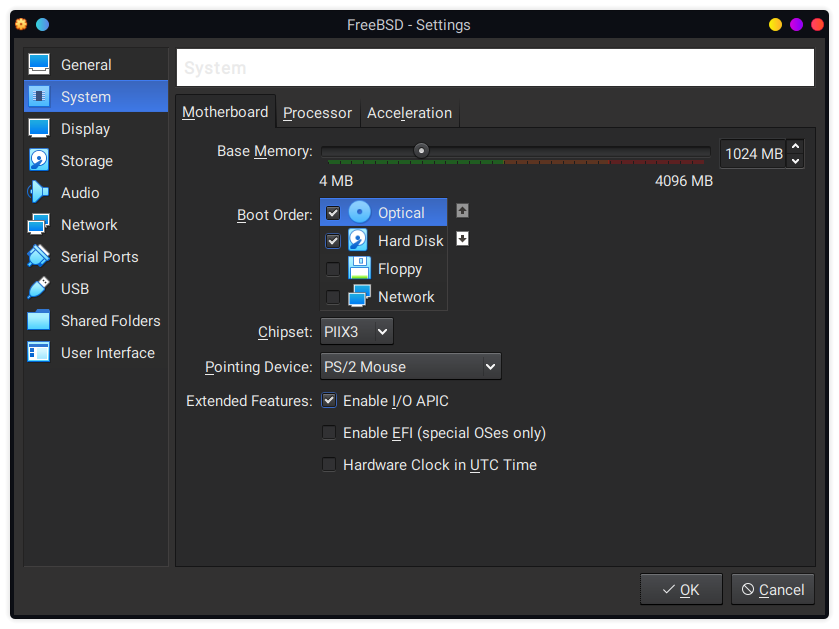 FreeBSD - Settings
General
System
Display
Storage
Audio
Network
Serial Ports
USB
Shared Folders
User Interface
System
Motherboard Processor Acceleration
Base Memory: 1024 MB
4 MB 4096 MB
Boot Order: Optical
Hard Disk
Floppy
Network
Chipset: PIIX3
Pointing Device: PS/2 Mouse
Extended Features: Enable I/O APIC
Enable EFI (special OSes only)
Hardware Clock in UTC Time
OK Cancel